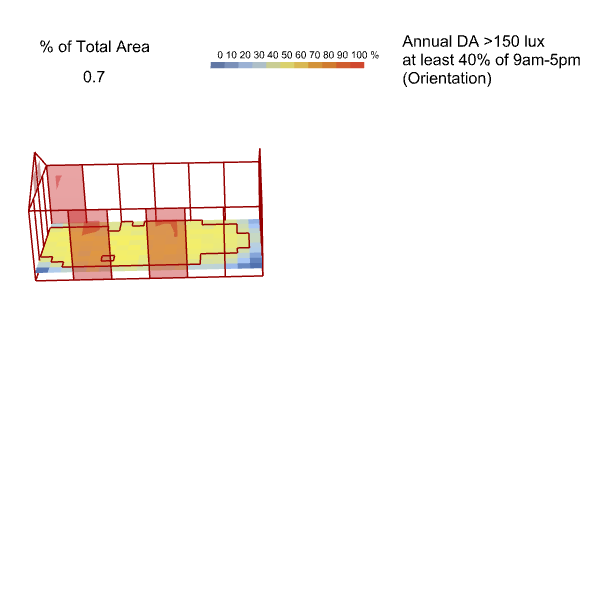 % of Total Area
0.7
0 10 20 30 40 50 60 70 80 90 100 %
Annual DA >150 lux
at least 40% of 9am-5pm
(Orientation)